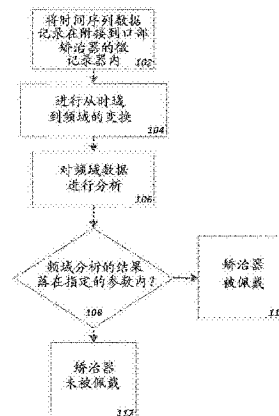 将时间序列数据
记录在附接到口部
矫治器的微
记录器内
102
进行从时域
到频域的变换
104
对频域数据
进行分析
106
频域分析的结果
落在指定的参数内?
108
矫治器
被佩戴
11
矫治器
未被佩戴
112